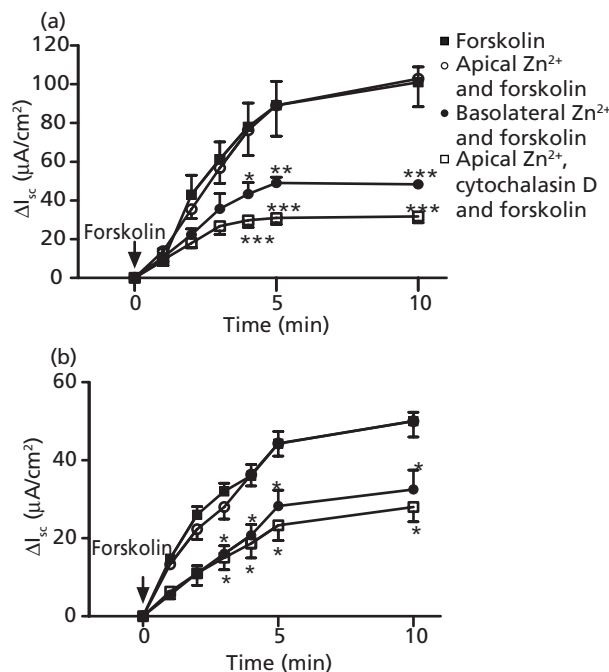 (a)
120
100
80
60
40
20
0
ΔIsc (μA/cm²)
Forskolin
*
**
***
***
***
***
0
5
10
Time (min)
Forskolin
Apical Zn²⁺
and forskolin
Basolateral Zn²⁺
and forskolin
Apical Zn²⁺,
cytochalasin D
and forskolin
(b)
60
40
20
0
ΔIsc (μA/cm²)
Forskolin
*
*
*
*
*
*
*
*
0
5
10
Time (min)